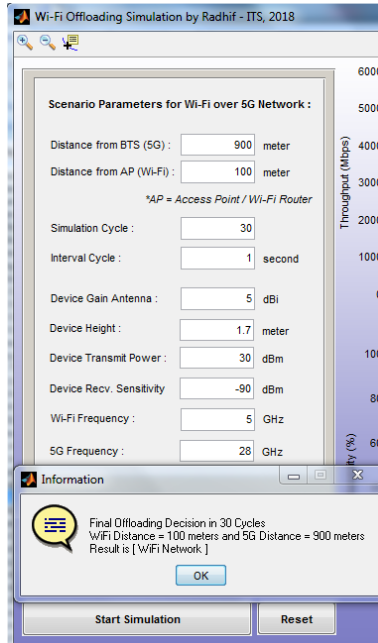 Wi-Fi Offloading Simulation by Radhif - ITS, 2018
Scenario Parameters for Wi-Fi over 5G Network :
Distance from BTS (5G) : 900 meter
Distance from AP (Wi-Fi) : 100 meter
*AP = Access Point / Wi-Fi Router
Simulation Cycle : 30
Interval Cycle : 1 second
Device Gain Antenna : 5 dBi
Device Height : 1.7 meter
Device Transmit Power : 30 dBm
Device Recv. Sensitivity -90 dBm
Wi-Fi Frequency : 5 GHz
5G Frequency : 28 GHz
Throughput (Mbps)
6000
5000
4000
3000
2000
1000
0
100
80
60
(%)
Information
Final Offloading Decision in 30 Cycles
WiFi Distance = 100 meters and 5G Distance = 900 meters
Result is [ WiFi Network ]
OK
Start Simulation
Reset